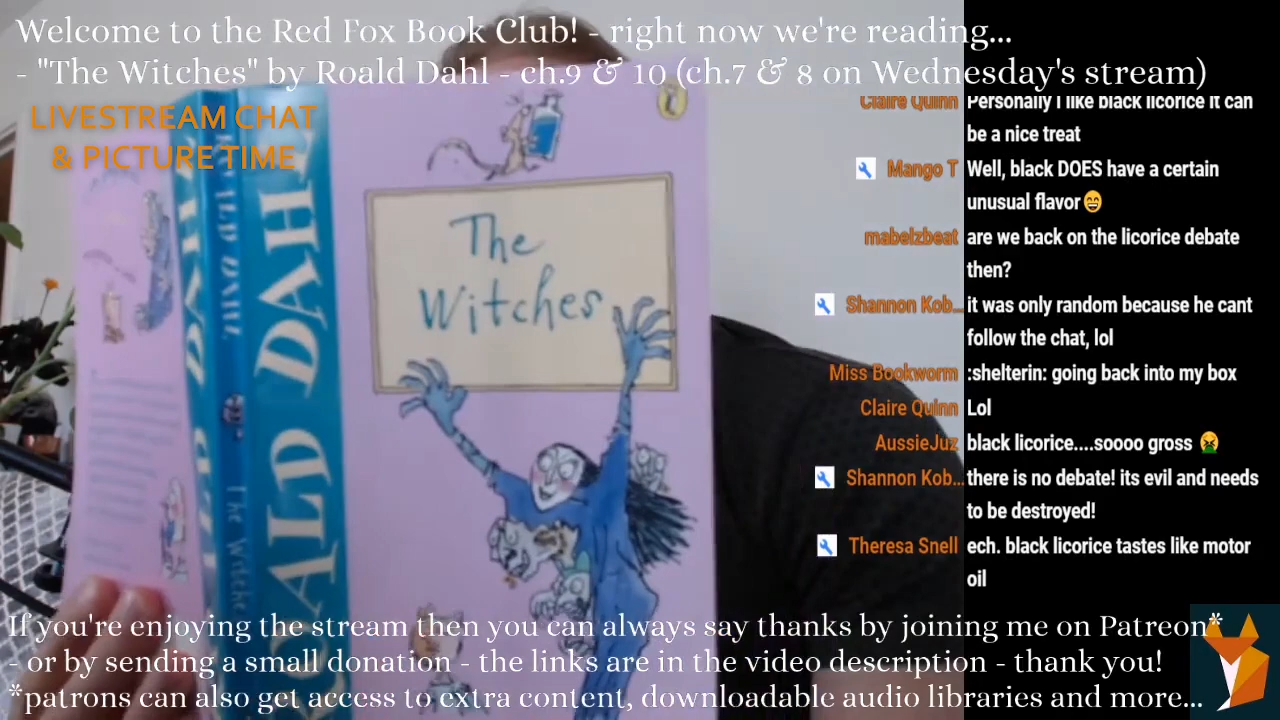 Welcome to the Red Fox Book Club! - right now we're reading...
- "The Witches" by Roald Dahl - ch.9 & 10 (ch.7 & 8 on Wednesday's stream)
LIVESTREAM CHAT
& PICTURE TIME
The
Witches
ROALD DAHL
The Witches
Claire Quinn Personally I like black licorice it can
be a nice treat
Mango T Well, black DOES have a certain
unusual flavor😁
mabelzbeat are we back on the licorice debate
then?
Shannon Kob... it was only random because he cant
follow the chat, lol
Miss Bookworm :shelterin: going back into my box
Claire Quinn Lol
AussieJuz black licorice....soooo gross 🤮
Shannon Kob... there is no debate! its evil and needs
to be destroyed!
Theresa Snell ech. black licorice tastes like motor
oil
If you're enjoying the stream then you can always say thanks by joining me on Patreon*
- or by sending a small donation - the links are in the video description - thank you!
*patrons can also get access to extra content, downloadable audio libraries and more...